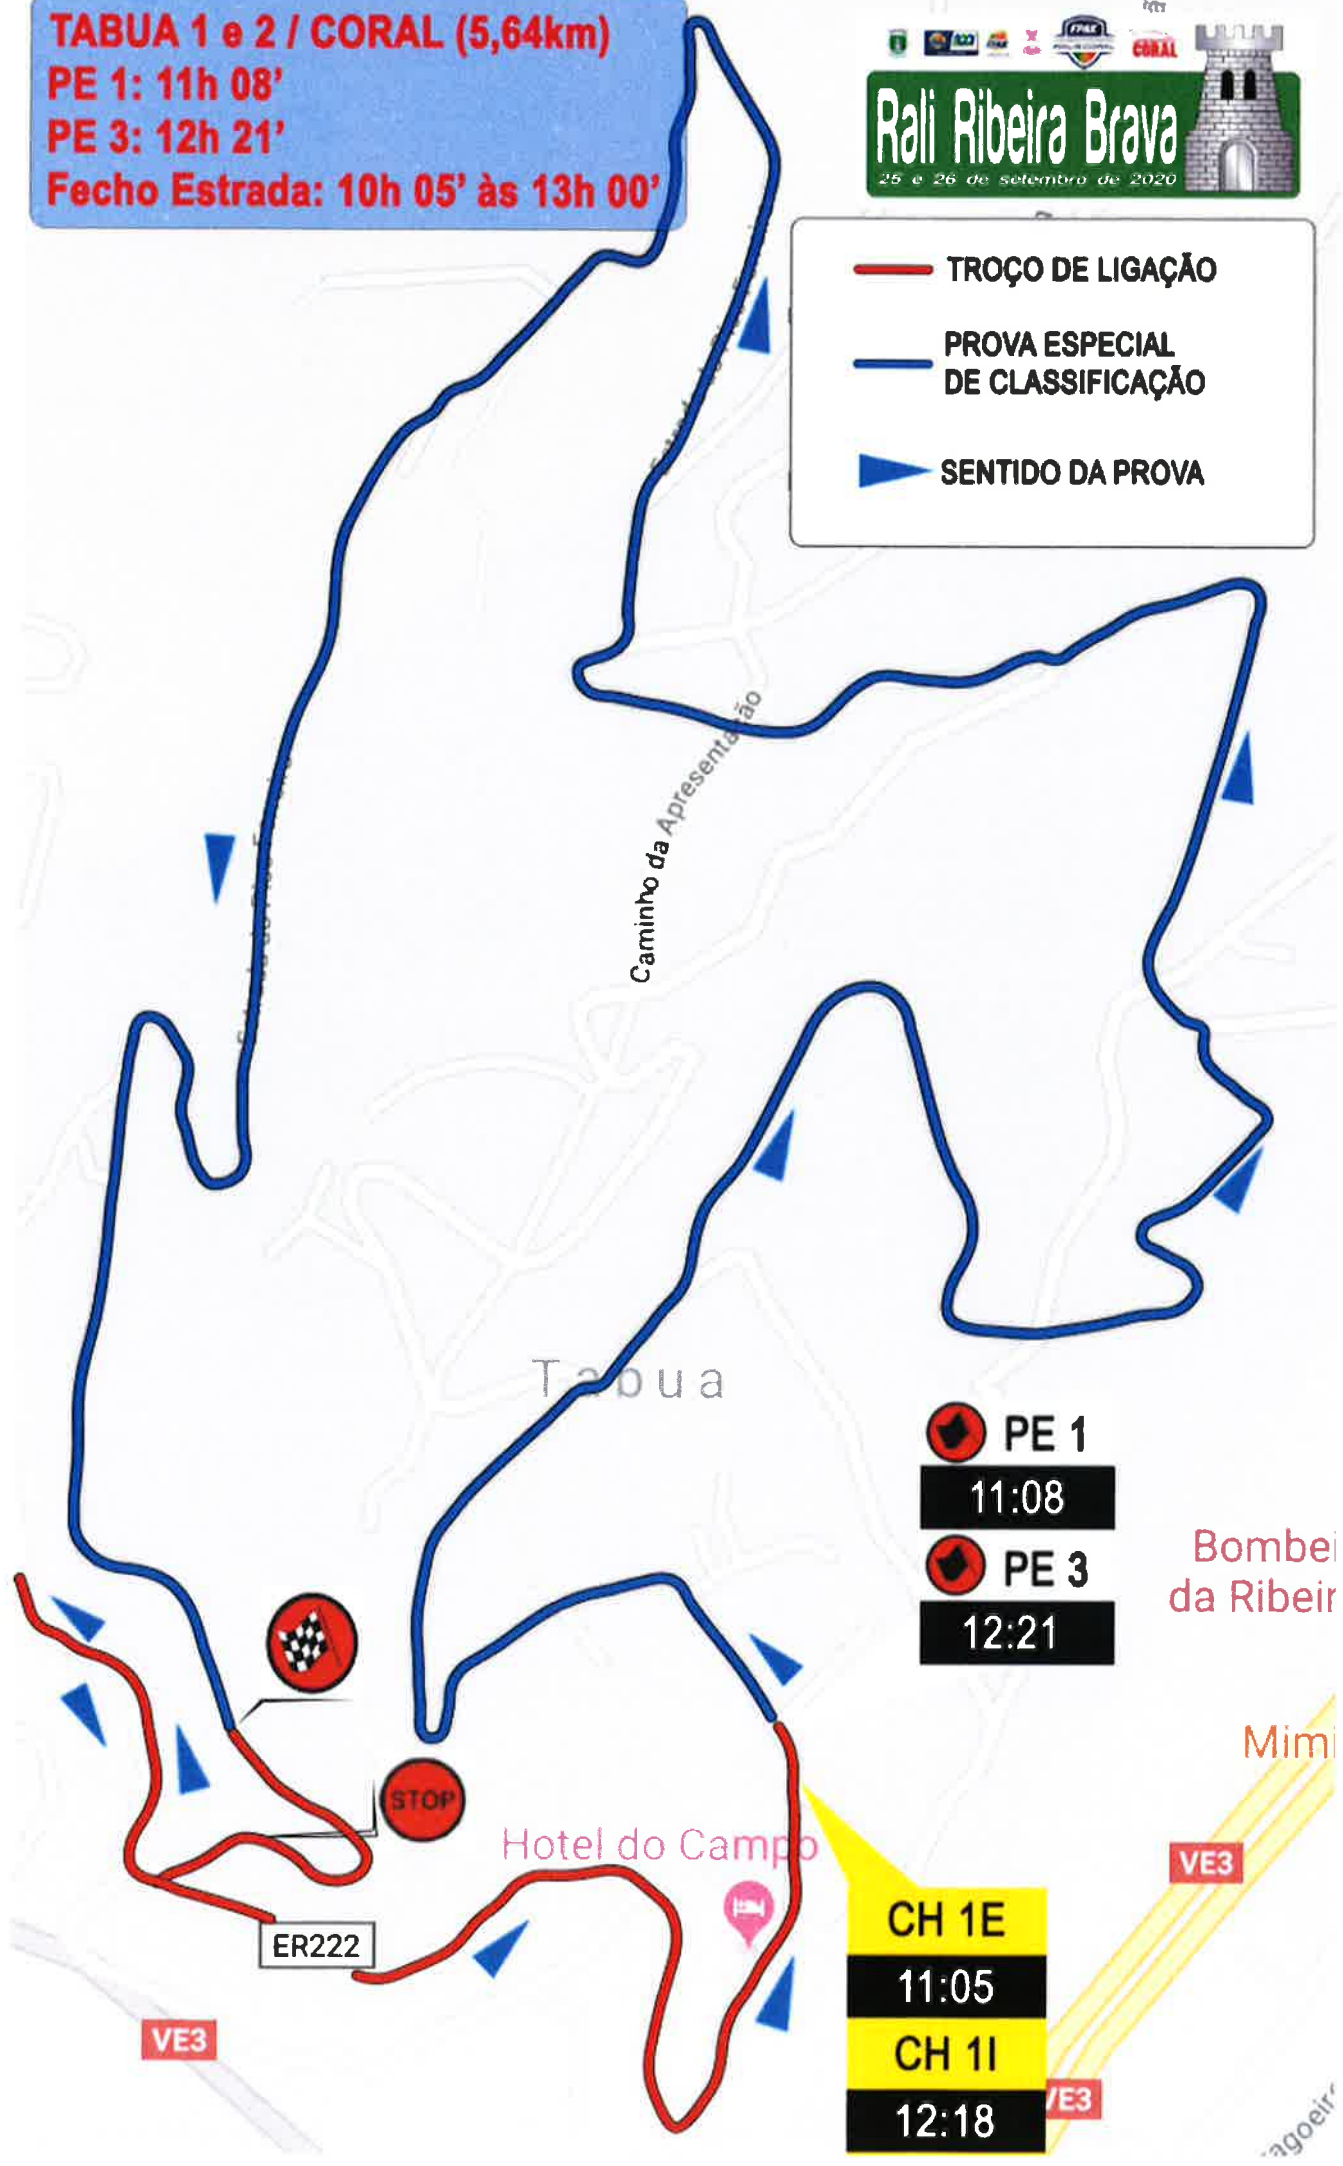 TABUA 1 e 2 / CORAL (5,64km)
PE 1: 11h 08’
PE 3: 12h 21’
Fecho Estrada: 10h 05’ às 13h 00’
CORAL
Rali Ribeira Brava
25 e 26 de setembro de 2020
TROÇO DE LIGAÇÃO
PROVA ESPECIAL
DE CLASSIFICAÇÃO
SENTIDO DA PROVA
Caminho da Apresentação
Tabua
PE 1
11:08
PE 3
12:21
Bombei
da Ribeir
Mimi
STOP
Hotel do Campo
VE3
CH 1E
11:05
CH 1I
12:18
ER222
VE3
VE3
agoeir